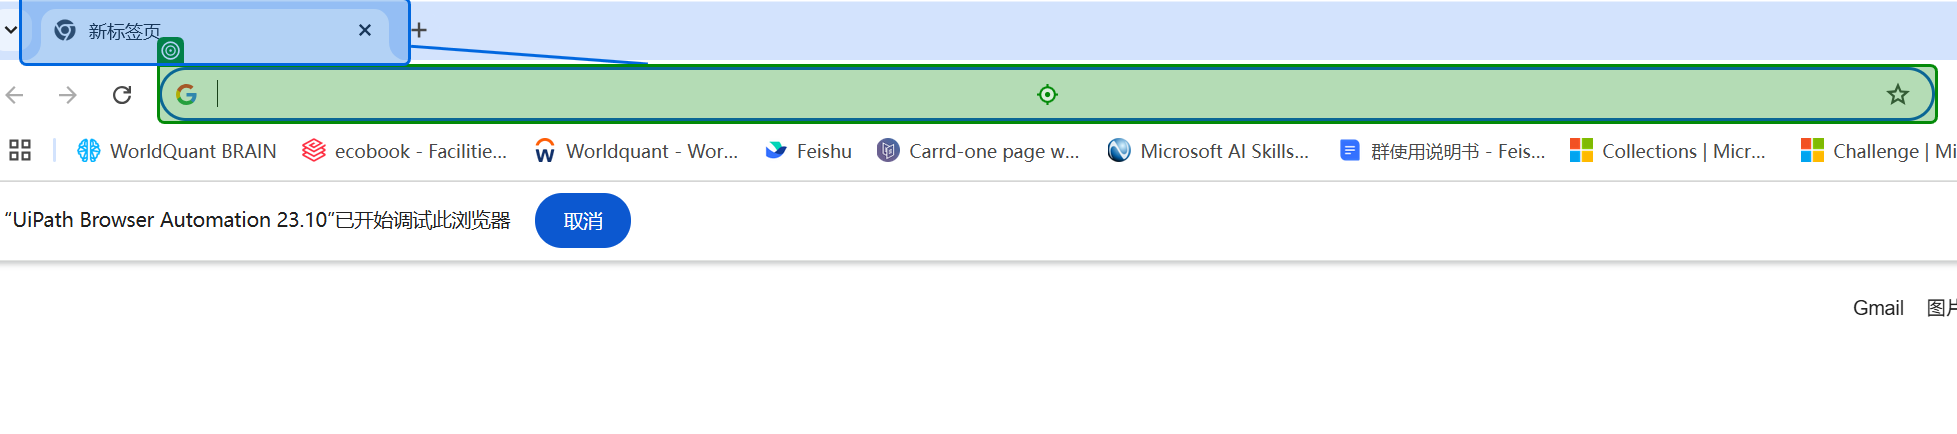 新标签页
WorldQuant BRAIN ecobook - Facilitie... Worldquant - Wor... Feishu Carrd-one page w... Microsoft AI Skills... 群使用说明书 - Feis... Collections | Micr... Challenge | Mi
“UiPath Browser Automation 23.10”已开始调试此浏览器 取消
Gmail 图片